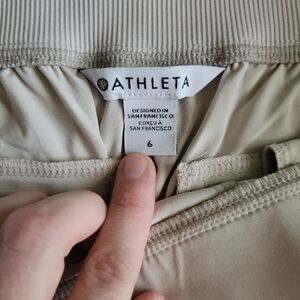 ATHLETA
DESIGNED IN
SAN FRANCISCO
CONÇU À
SAN FRANCISCO
6